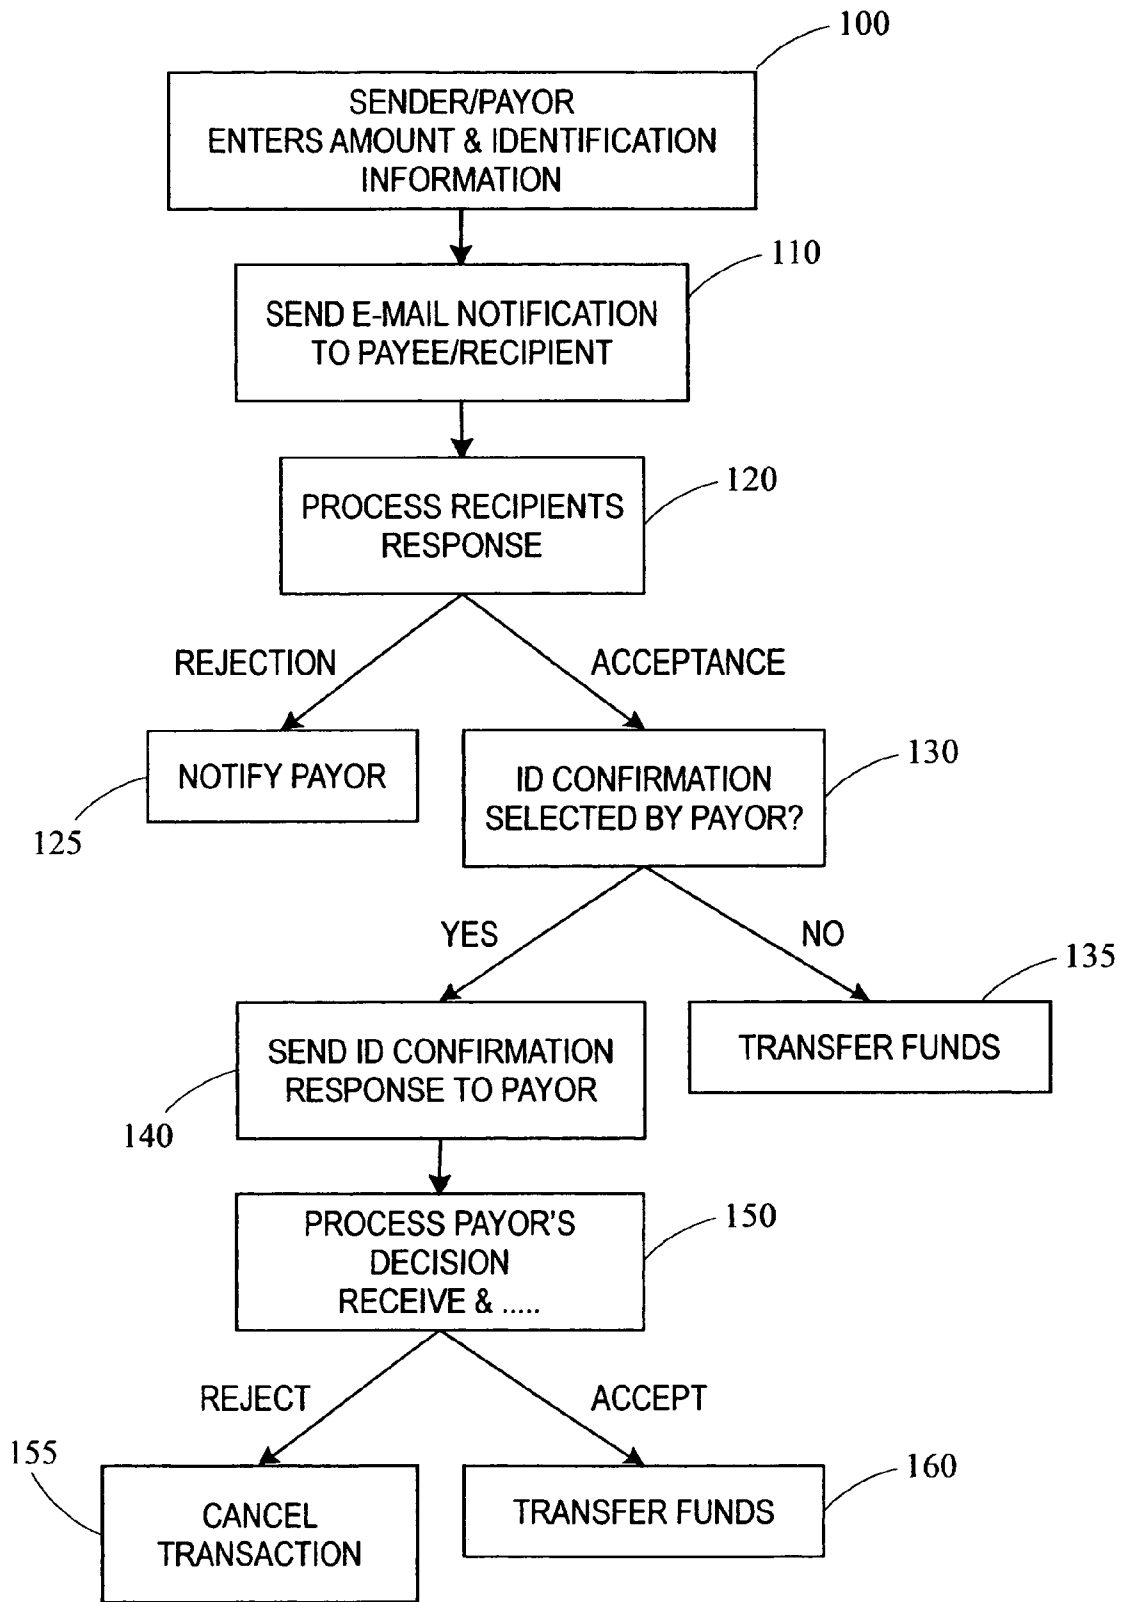 100
SENDER/PAYOR
ENTERS AMOUNT & IDENTIFICATION
INFORMATION
110
SEND E-MAIL NOTIFICATION
TO PAYEE/RECIPIENT
120
PROCESS RECIPIENTS
RESPONSE
REJECTION
ACCEPTANCE
NOTIFY PAYOR
125
130
ID CONFIRMATION
SELECTED BY PAYOR?
YES
NO
135
TRANSFER FUNDS
SEND ID CONFIRMATION
RESPONSE TO PAYOR
140
150
PROCESS PAYOR'S
DECISION
RECEIVE & .....
REJECT
ACCEPT
155
CANCEL
TRANSACTION
160
TRANSFER FUNDS